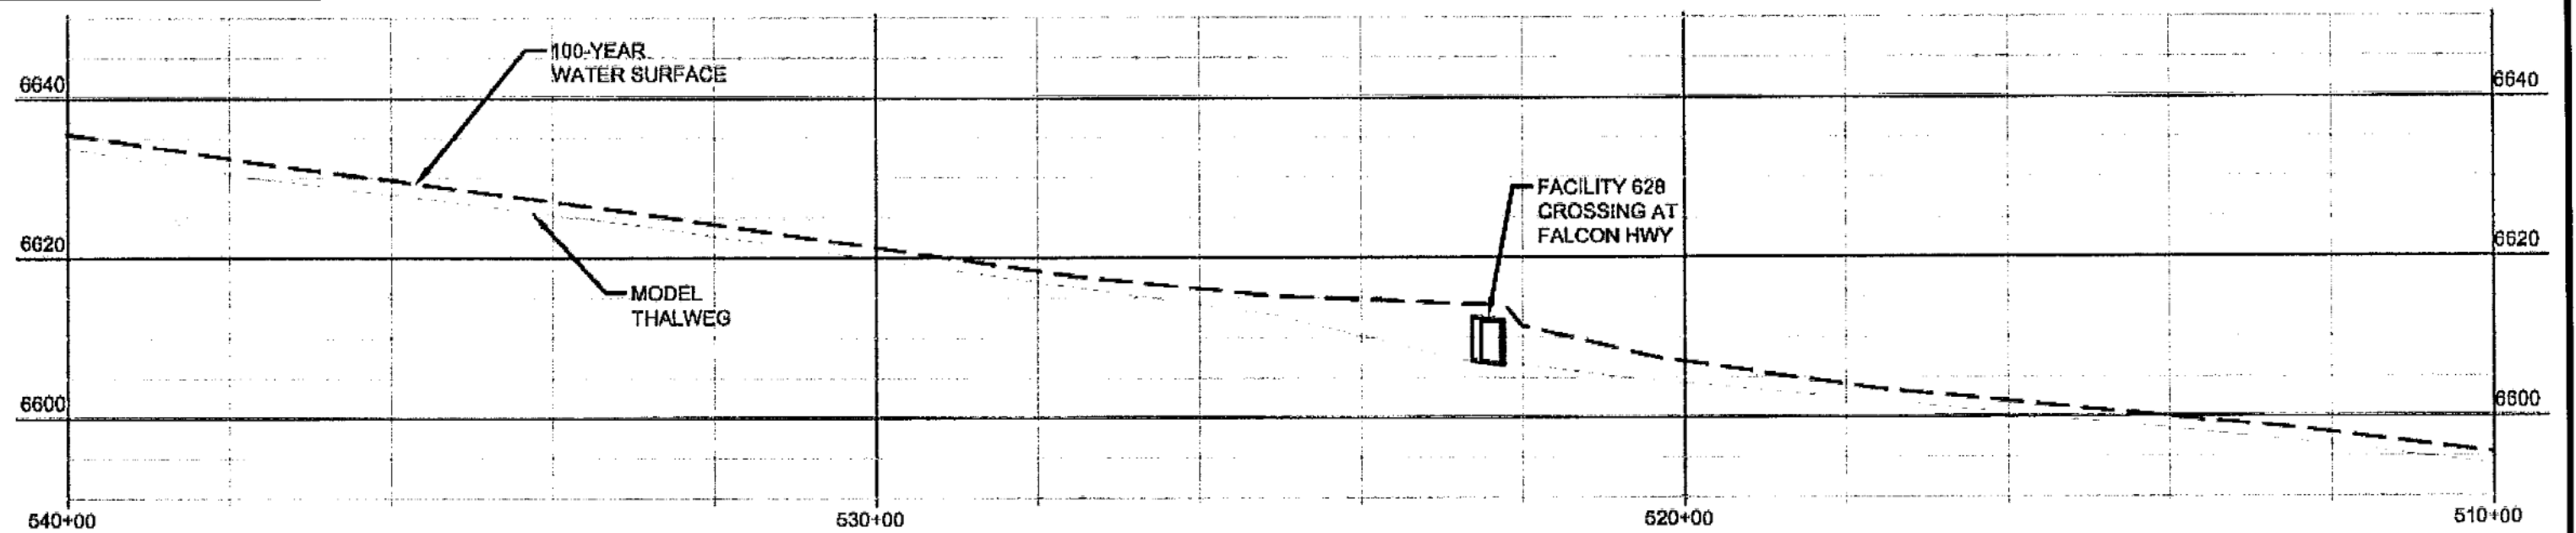 100-YEAR
WATER SURFACE
6640
6640
FACILITY 628
CROSSING AT
FALCON HWY
6620
6620
MODEL
THALWEG
6600
6600
540+00
530+00
520+00
510+00